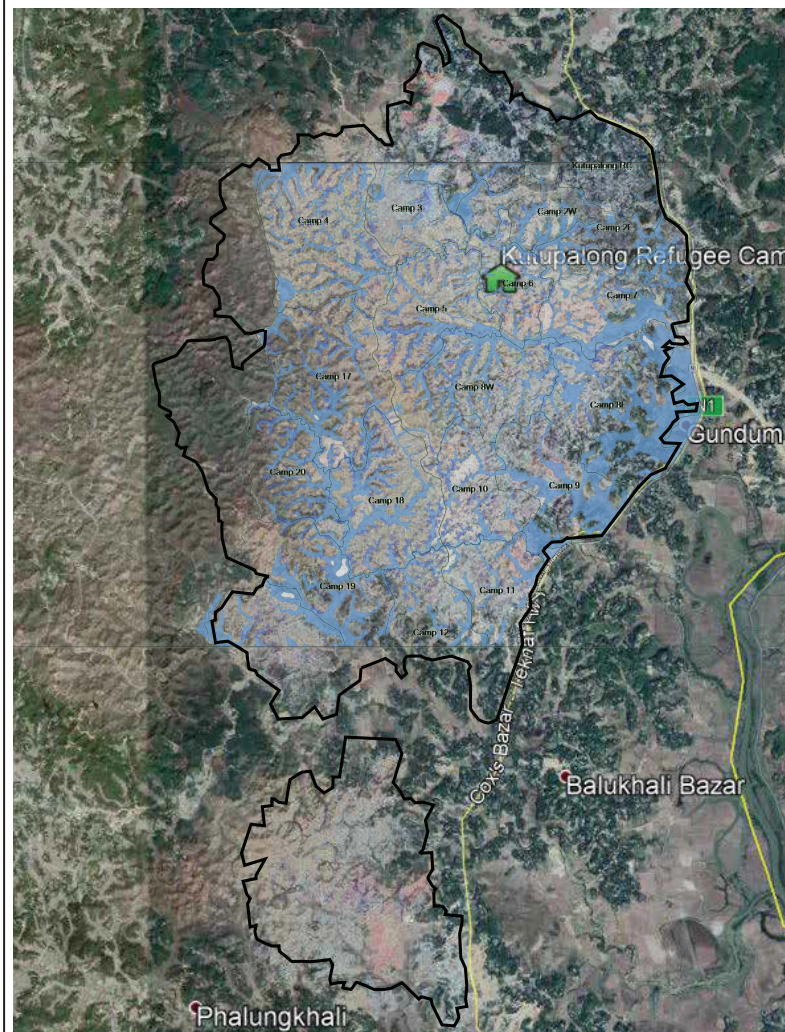 Kutupalong RC
Camp 3
Camp 2W
Camp 4
Camp 2E
Kutupalong Refugee Cam
Camp 6
Camp 7
Camp 5
Camp 17
Camp 8W
Camp 8E
N1
Gundum
Camp 20
Camp 9
Camp 10
Camp 18
Camp 19
Camp 11
Camp 12
Cox's Bazar - Teknaf Hwy
Balukhali Bazar
Phalungkhali